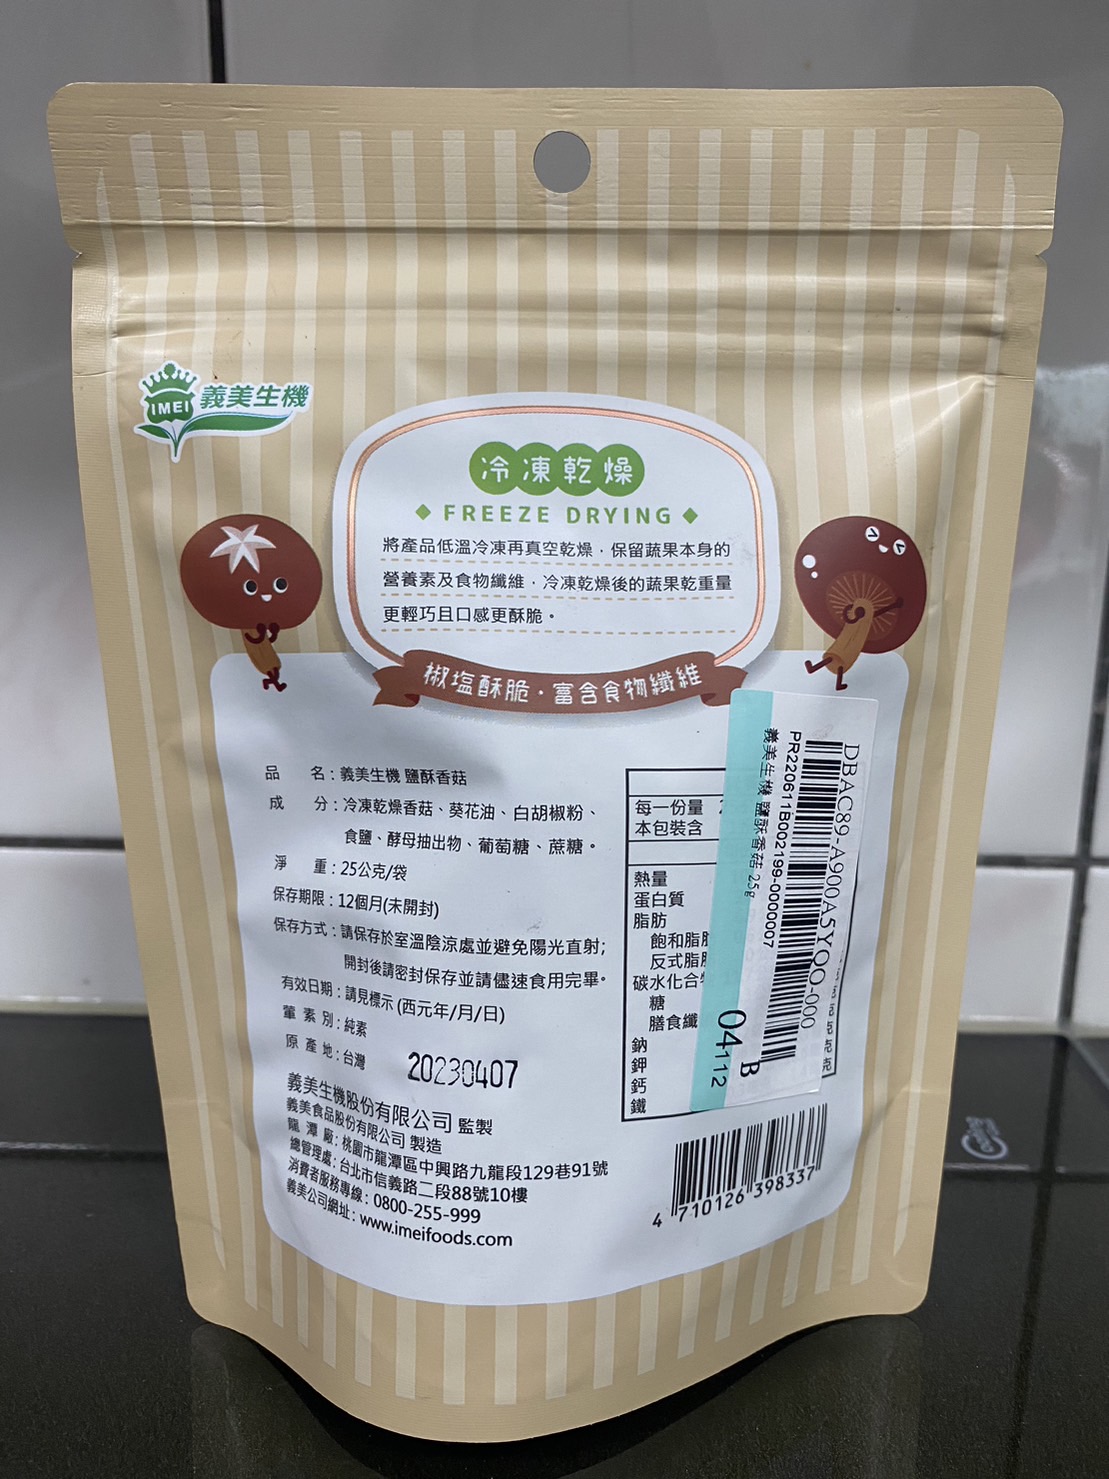 IMEI 義美生機
冷凍乾燥
FREEZE DRYING
將產品低溫冷凍再真空乾燥，保留蔬果本身的
營養素及食物纖維，冷凍乾燥後的蔬果乾重量
更輕巧且口感更酥脆。
椒塩酥脆·富含食物纖維
品名：義美生機 鹽酥香菇
成分：冷凍乾燥香菇、葵花油、白胡椒粉、
食鹽、酵母抽出物、葡萄糖、蔗糖。
淨重：25公克/袋
保存期限：12個月(未開封)
保存方式：請保存於室溫陰涼處並避免陽光直射;
開封後請密封保存並請儘速食用完畢。
有效日期：請見標示(西元年/月/日)
葷素別：純素
原產地：台灣
20230407
義美生機股份有限公司 監製
義美食品股份有限公司 製造
龍潭廠：桃園市龍潭區中興路九龍段129巷91號
總管理處：台北市信義路二段88號10樓
消費者服務專線：0800-255-999
義美公司網址：www.imeifoods.com
每一份量
本包裝含
熱量
蛋白質
脂肪
飽和脂肪
反式脂肪
碳水化合
糖
膳食纖
鈉
鉀
鈣
鐵
DBAC89-A900A5YQO-000
PR220611B002199-0000007
義美生機 鹽酥香菇 25g
B
04112
4 710126 398337